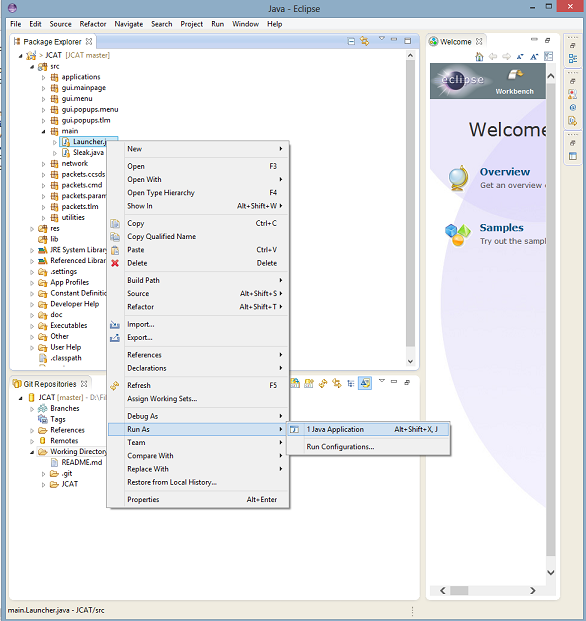 Java - Eclipse
File Edit Source Refactor Navigate Search Project Run Window Help
Package Explorer
> JCAT [JCAT master]
src
applications
gui.mainpage
gui.menu
gui.popups.menu
gui.popups.tlm
main
Launcher.j
Sleak.java
network
packets.ccsds
packets.cmd
packets.param
packets.tlm
utilities
res
lib
JRE System Library
Referenced Librar
.settings
App Profiles
Constant Definitio
Developer Help
doc
Executables
Other
User Help
.classpath
New
Open F3
Open With
Open Type Hierarchy F4
Show In Alt+Shift+W
Copy Ctrl+C
Copy Qualified Name
Paste Ctrl+V
Delete Delete
Build Path
Source Alt+Shift+S
Refactor Alt+Shift+T
Import...
Export...
References
Declarations
Refresh F5
Assign Working Sets...
Debug As
Run As
Team
Compare With
Replace With
Restore from Local History...
Properties Alt+Enter
1 Java Application Alt+Shift+X, J
Run Configurations...
Welcome
eclipse
Workbench
Welcome
Overview
Get an overview
Samples
Try out the sampl
Git Repositories
JCAT [master] - D:\Fil
Branches
Tags
References
Remotes
Working Directory
README.md
.git
JCAT
main.Launcher.java - JCAT/src